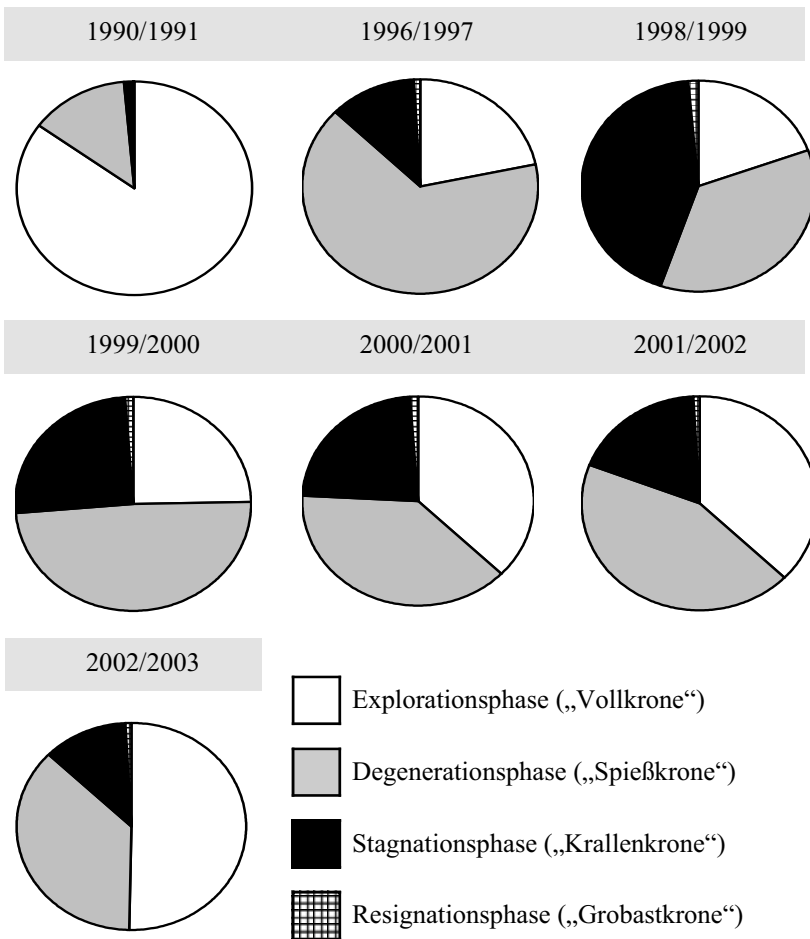 1990/1991 1996/1997 1998/1999
1999/2000 2000/2001 2001/2002
2002/2003
Explorationsphase („Vollkrone“)
Degenerationsphase („Spießkrone“)
Stagnationsphase („Krallenkrone“)
Resignationsphase („Grobastkrone“)